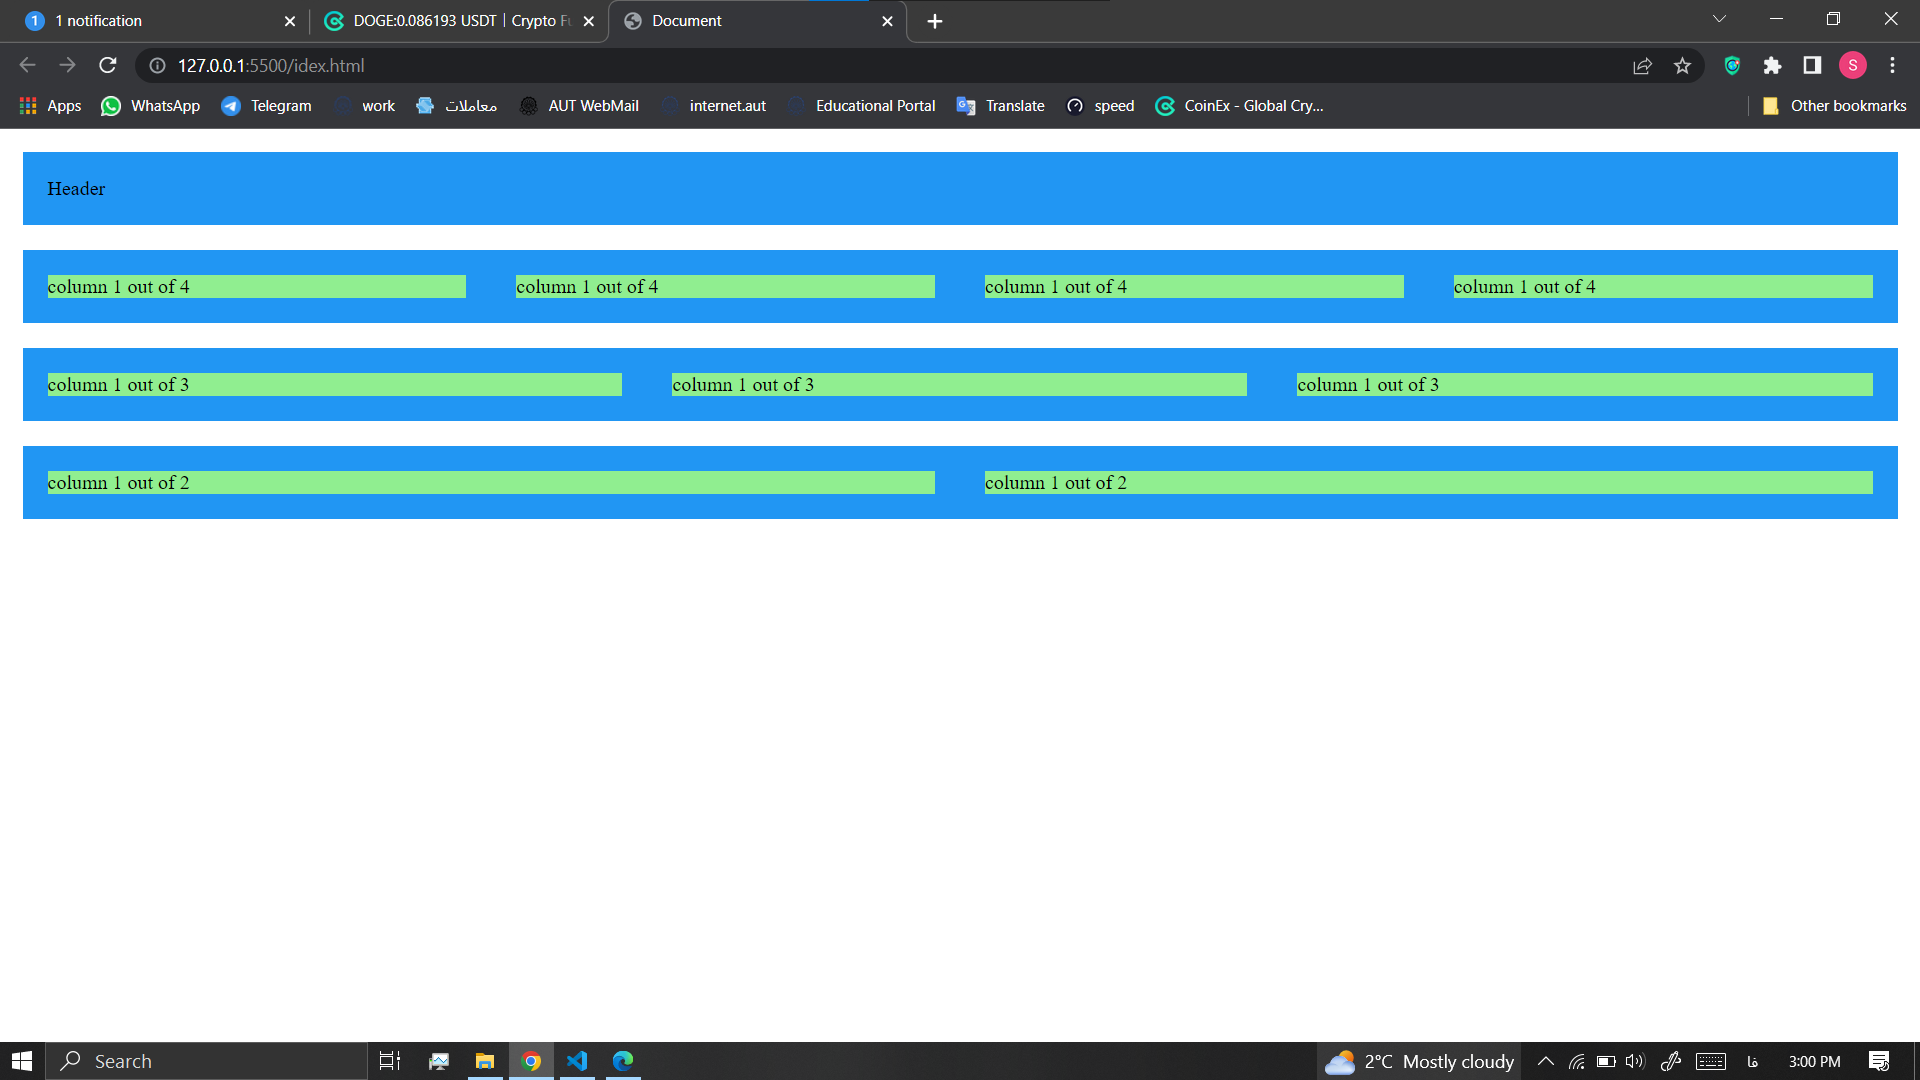 1 1 notification
DOGE:0.086193 USDT | Crypto Fu
Document
127.0.0.1:5500/idex.html
S
Apps
WhatsApp
Telegram
work
معاملات
AUT WebMail
internet.aut
Educational Portal
Translate
speed
CoinEx - Global Cry...
Other bookmarks
Header
column 1 out of 4
column 1 out of 4
column 1 out of 4
column 1 out of 4
column 1 out of 3
column 1 out of 3
column 1 out of 3
column 1 out of 2
column 1 out of 2
Search
2°C Mostly cloudy
فا
3:00 PM